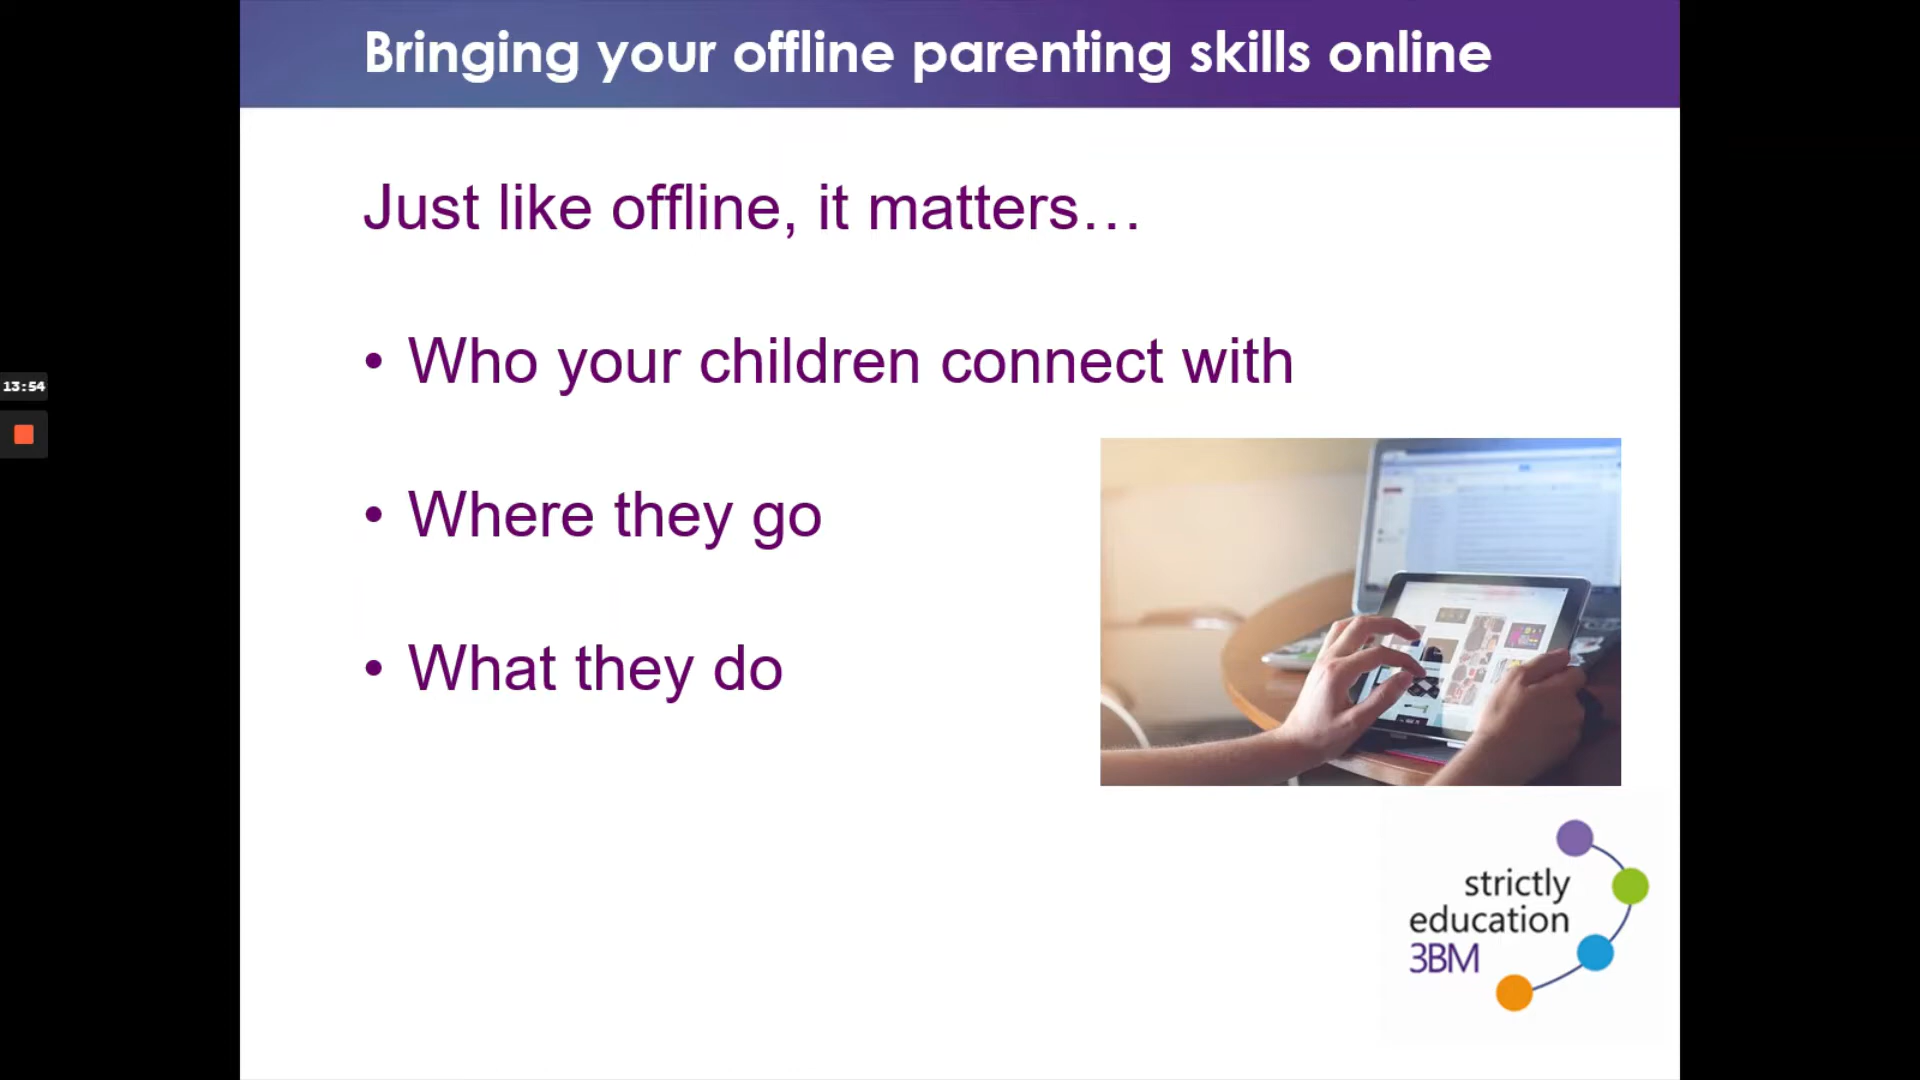 Bringing your offline parenting skills online
Just like offline, it matters…
• Who your children connect with
• Where they go
• What they do
13:54
strictly
education
3BM